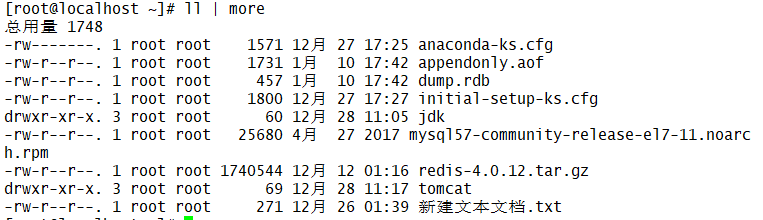 [root@localhost ~]# ll | more
总用量 1748
-rw-------. 1 root root    1571 12月 27 17:25 anaconda-ks.cfg
-rw-r--r--. 1 root root    1731 1月  10 17:42 appendonly.aof
-rw-r--r--. 1 root root     457 1月  10 17:42 dump.rdb
-rw-r--r--. 1 root root    1800 12月 27 17:27 initial-setup-ks.cfg
drwxr-xr-x. 3 root root      60 12月 28 11:05 jdk
-rw-r--r--. 1 root root   25680 4月  27 2017 mysql57-community-release-el7-11.noarc
h.rpm
-rw-r--r--. 1 root root 1740544 12月 12 01:16 redis-4.0.12.tar.gz
drwxr-xr-x. 3 root root      69 12月 28 11:17 tomcat
-rw-r--r--. 1 root root     271 12月 26 01:39 新建文本文档.txt
[root@localhost ~]#